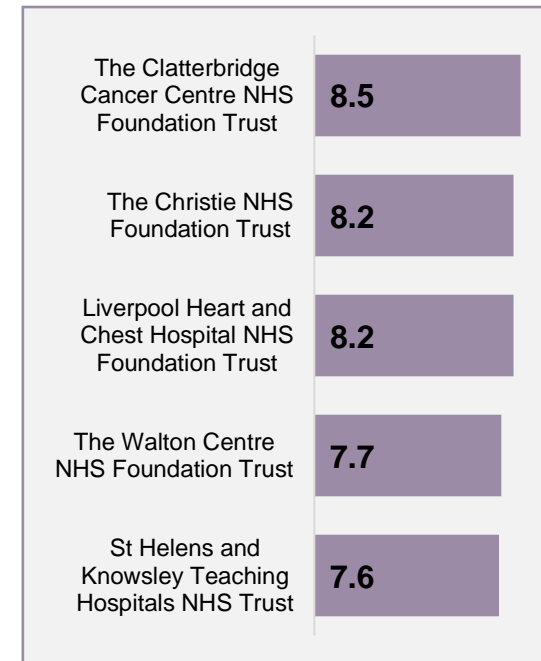 The Clatterbridge
Cancer Centre NHS
Foundation Trust
8.5
The Christie NHS
Foundation Trust
8.2
Liverpool Heart and
Chest Hospital NHS
Foundation Trust
8.2
The Walton Centre
NHS Foundation Trust
7.7
St Helens and
Knowsley Teaching
Hospitals NHS Trust
7.6